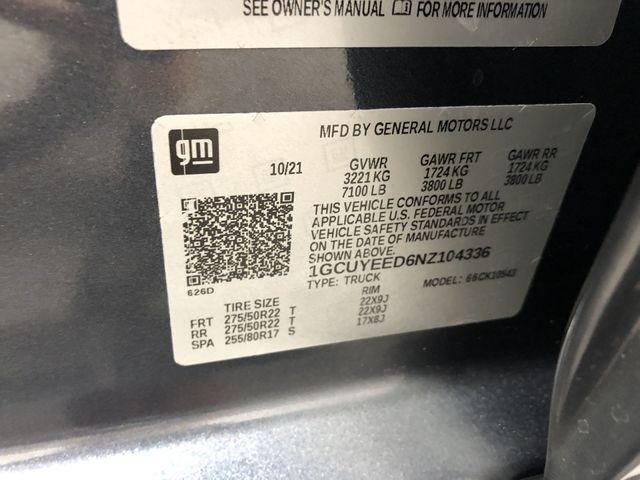 SEE OWNER'S MANUAL FOR MORE INFORMATION
gm
MFD BY GENERAL MOTORS LLC
10/21 GVWR GAWR FRT GAWR RR
3221 KG 1724 KG 1724 KG
7100 LB 3800 LB 3800 LB
THIS VEHICLE CONFORMS TO ALL
APPLICABLE U.S. FEDERAL MOTOR
VEHICLE SAFETY STANDARDS IN EFFECT
ON THE DATE OF MANUFACTURE
SHOWN ABOVE.
1GCUYEED6NZ104336
TYPE: TRUCK MODEL: 66CK10543
626D
TIRE SIZE RIM
FRT 275/50R22 T 22X9J
RR 275/50R22 T 22X9J
SPA 255/80R17 S 17X8J